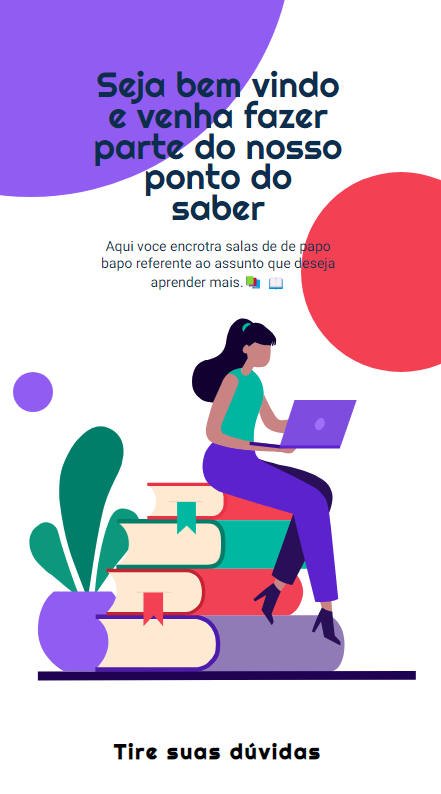 Seja bem vindo
e venha fazer
parte do nosso
ponto do
saber
Aqui voce encrotra salas de de papo
bapo referente ao assunto que deseja
aprender mais.📚 📖
Tire suas dúvidas